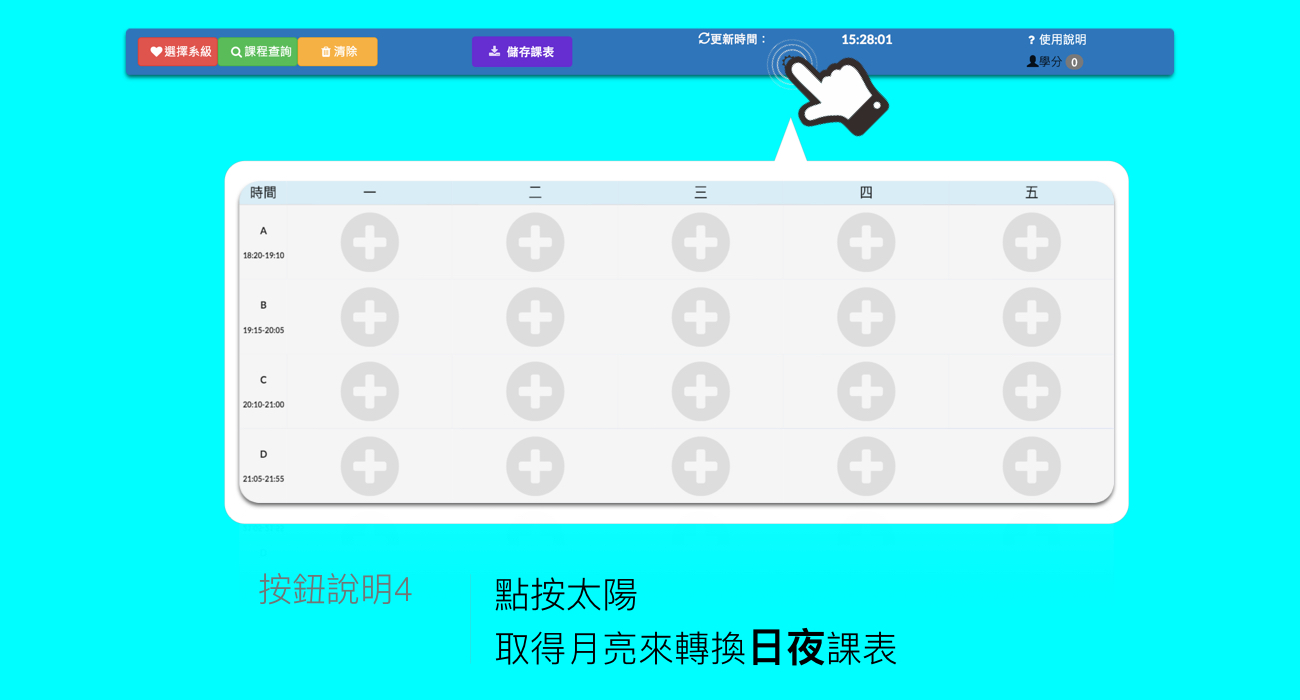 選擇系級 課程查詢 清除 儲存課表 更新時間： 15:28:01 ? 使用說明
學分 0
時間 一 二 三 四 五
A
18:20-19:10
B
19:15-20:05
C
20:10-21:00
D
21:05-21:55
按鈕說明4
點按太陽
取得月亮來轉換日夜課表